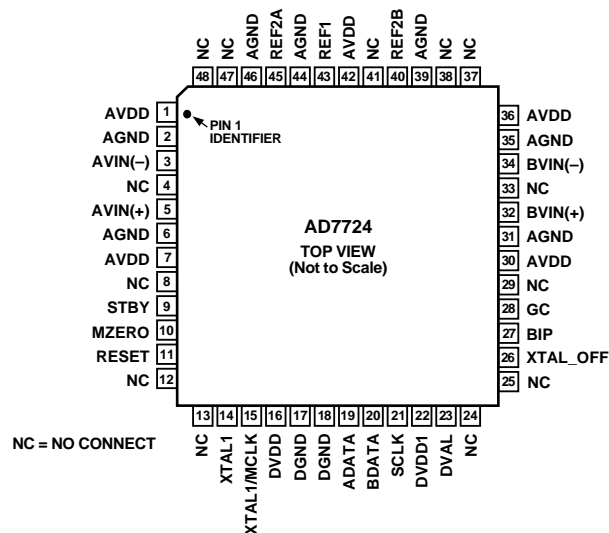 NC
NC
AGND
REF2A
AGND
REF1
AVDD
NC
REF2B
AGND
NC
NC
48 47 46 45 44 43 42 41 40 39 38 37
AVDD 1
AGND 2
AVIN(–) 3
NC 4
AVIN(+) 5
AGND 6
AVDD 7
NC 8
STBY 9
MZERO 10
RESET 11
NC 12
PIN 1
IDENTIFIER
AD7724
TOP VIEW
(Not to Scale)
36 AVDD
35 AGND
34 BVIN(–)
33 NC
32 BVIN(+)
31 AGND
30 AVDD
29 NC
28 GC
27 BIP
26 XTAL_OFF
25 NC
13 14 15 16 17 18 19 20 21 22 23 24
NC
XTAL1
XTAL1/MCLK
DVDD
DGND
DGND
ADATA
BDATA
SCLK
DVDD1
DVAL
NC
NC = NO CONNECT